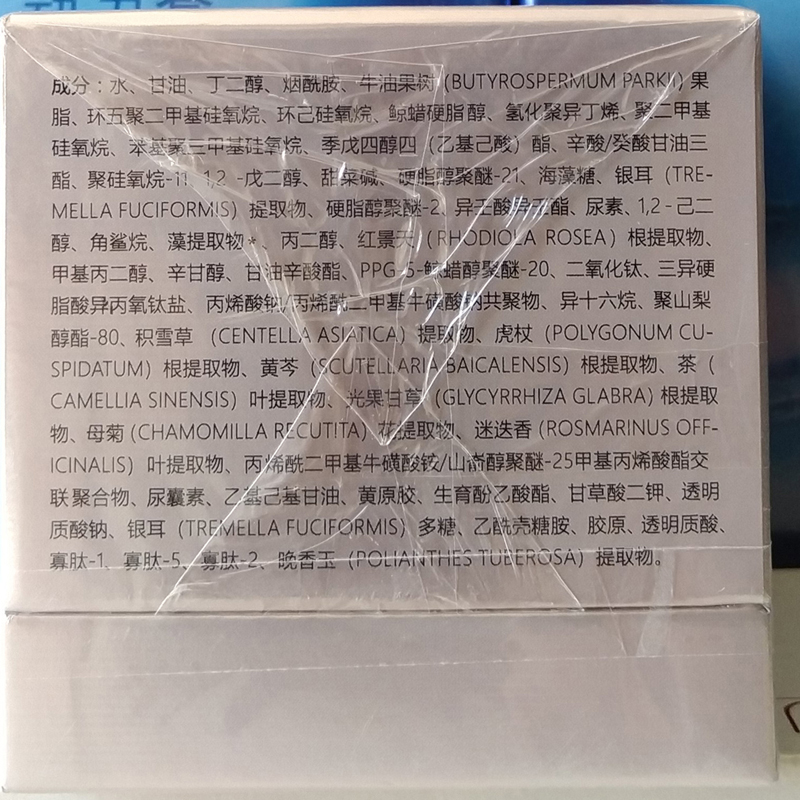 成分：水、甘油、丁二醇、烟酰胺、牛油果树 (BUTYROSPERMUM PARKII) 果
脂、环五聚二甲基硅氧烷、环己硅氧烷、鲸蜡硬脂醇、氢化聚异丁烯、聚二甲基
硅氧烷、苯基聚三甲基硅氧烷、季戊四醇四（乙基己酸）酯、辛酸/癸酸甘油三
酯、聚硅氧烷-11、1,2 -戊二醇、甜菜碱、硬脂醇聚醚-21、海藻糖、银耳 (TRE-
MELLA FUCIFORMIS) 提取物、硬脂醇聚醚-2、异壬酸异壬酯、尿素、1,2-己二
醇、角鲨烷、藻提取物*、丙二醇、红景天 (RHODIOLA ROSEA) 根提取物、
甲基丙二醇、辛甘醇、甘油辛酸酯、PPG-5-鲸蜡醇聚醚-20、二氧化钛、三异硬
脂酸异丙氧钛盐、丙烯酸钠/丙烯酰二甲基牛磺酸钠共聚物、异十六烷、聚山梨
醇酯-80、积雪草 (CENTELLA ASIATICA) 提取物、虎杖 (POLYGONUM CU-
SPIDATUM) 根提取物、黄芩 (SCUTELLARIA BAICALENSIS) 根提取物、茶 (
CAMELLIA SINENSIS) 叶提取物、光果甘草 (GLYCYRRHIZA GLABRA) 根提取
物、母菊 (CHAMOMILLA RECUTITA) 花提取物、迷迭香 (ROSMARINUS OFF-
ICINALIS) 叶提取物、丙烯酰二甲基牛磺酸铵/山嵛醇聚醚-25甲基丙烯酸酯交
联聚合物、尿囊素、乙基己基甘油、黄原胶、生育酚乙酸酯、甘草酸二钾、透明
质酸钠、银耳 (TREMELLA FUCIFORMIS) 多糖、乙酰壳糖胺、胶原、透明质酸、
寡肽-1、寡肽-5、寡肽-2、晚香玉 (POLIANTHES TUBEROSA) 提取物。